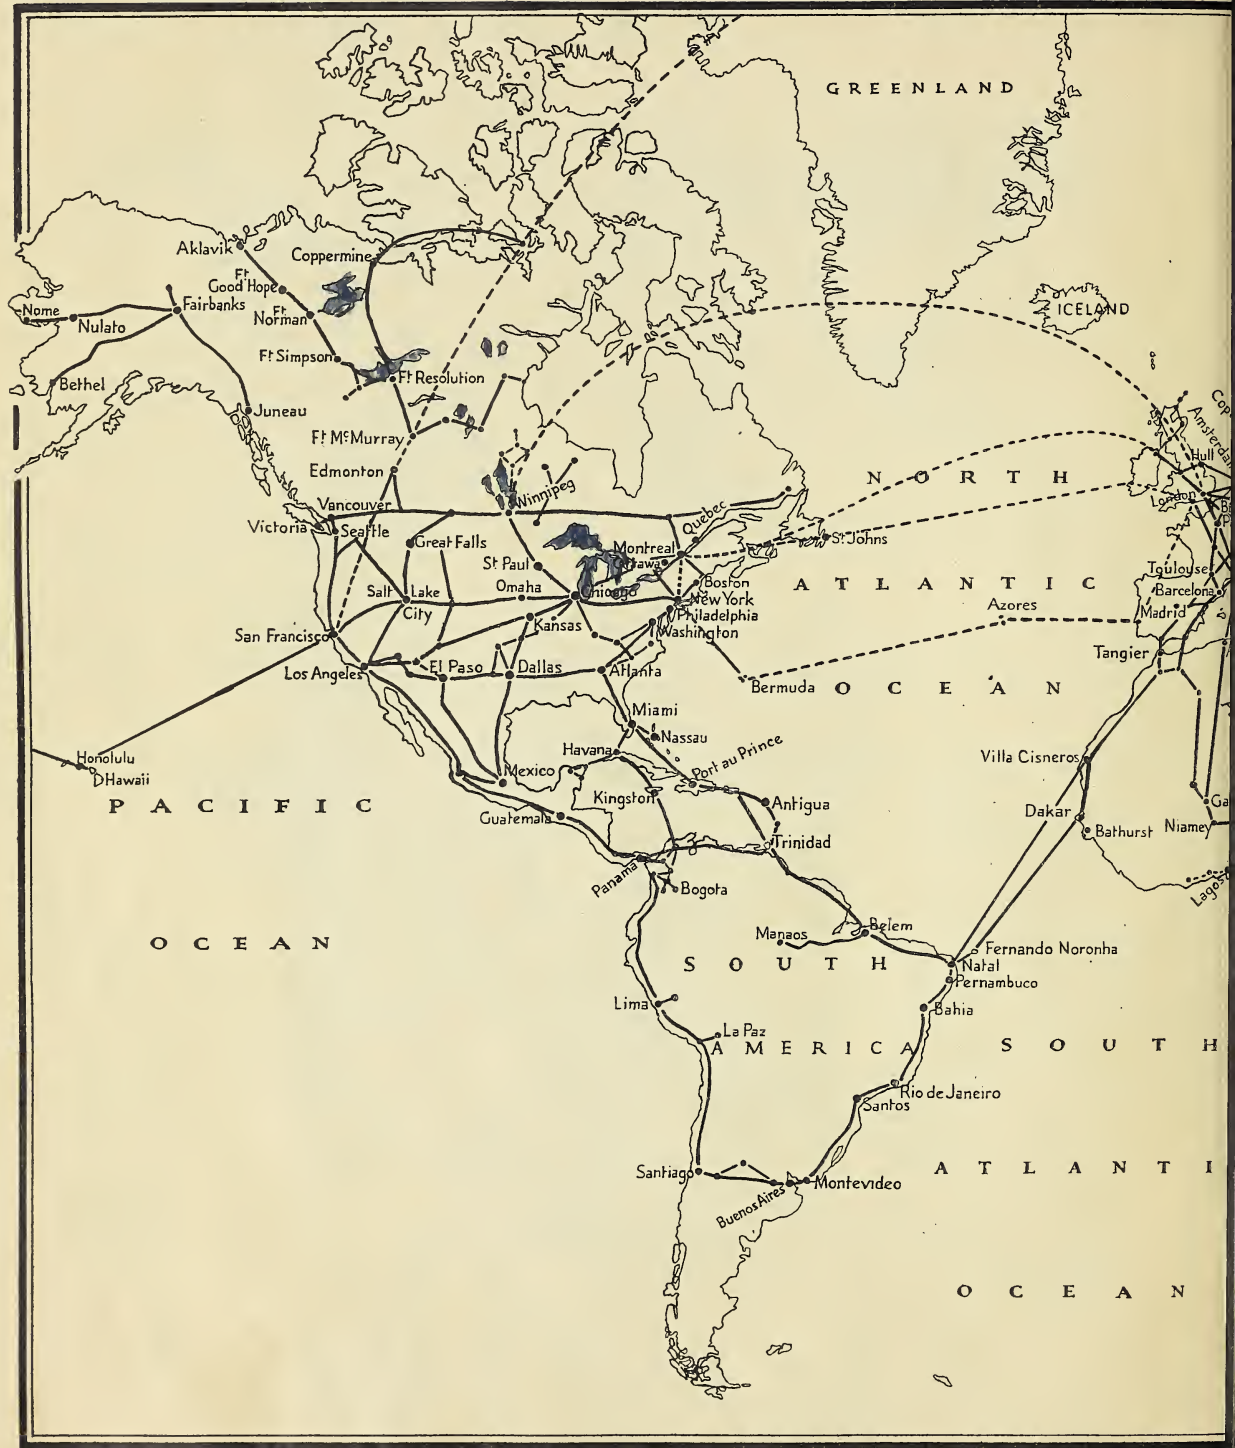 GREENLAND
Aklavik
Coppermine
Ft
Good Hope
Fairbanks
ICELAND
Nome
Nulato
Ft
Norman
Ft Simpson
Ft Resolution
Bethel
Juneau
Ft McMurray
Amsterdam
Hull
Edmonton
NORTH
Winnipeg
London
Vancouver
Victoria
Seattle
Quebec
Great Falls
Montreal
St Johns
Ottawa
St Paul
Toulouse
Boston
ATLANTIC
Salt Lake
City
Omaha
Chicago
New York
Barcelona
Azores
Madrid
Philadelphia
Kansas
San Francisco
Washington
Tangier
Los Angeles
El Paso
Dallas
Atlanta
Bermuda
OCEAN
Miami
Nassau
Havana
Port au Prince
Honolulu
Hawaii
Mexico
Villa Cisneros
PACIFIC
Kingston
Antigua
Guatemala
Dakar
Ga
Bathurst
Niamey
Trinidad
Panama
Bogota
Lagos
Belem
Manaos
OCEAN
Fernando Noronha
SOUTH
Natal
Pernambuco
Lima
Bahia
La Paz
AMERICA
SOUTH
Rio de Janeiro
Santos
Santiago
ATLANTI
Montevideo
Buenos Aires
OCEAN